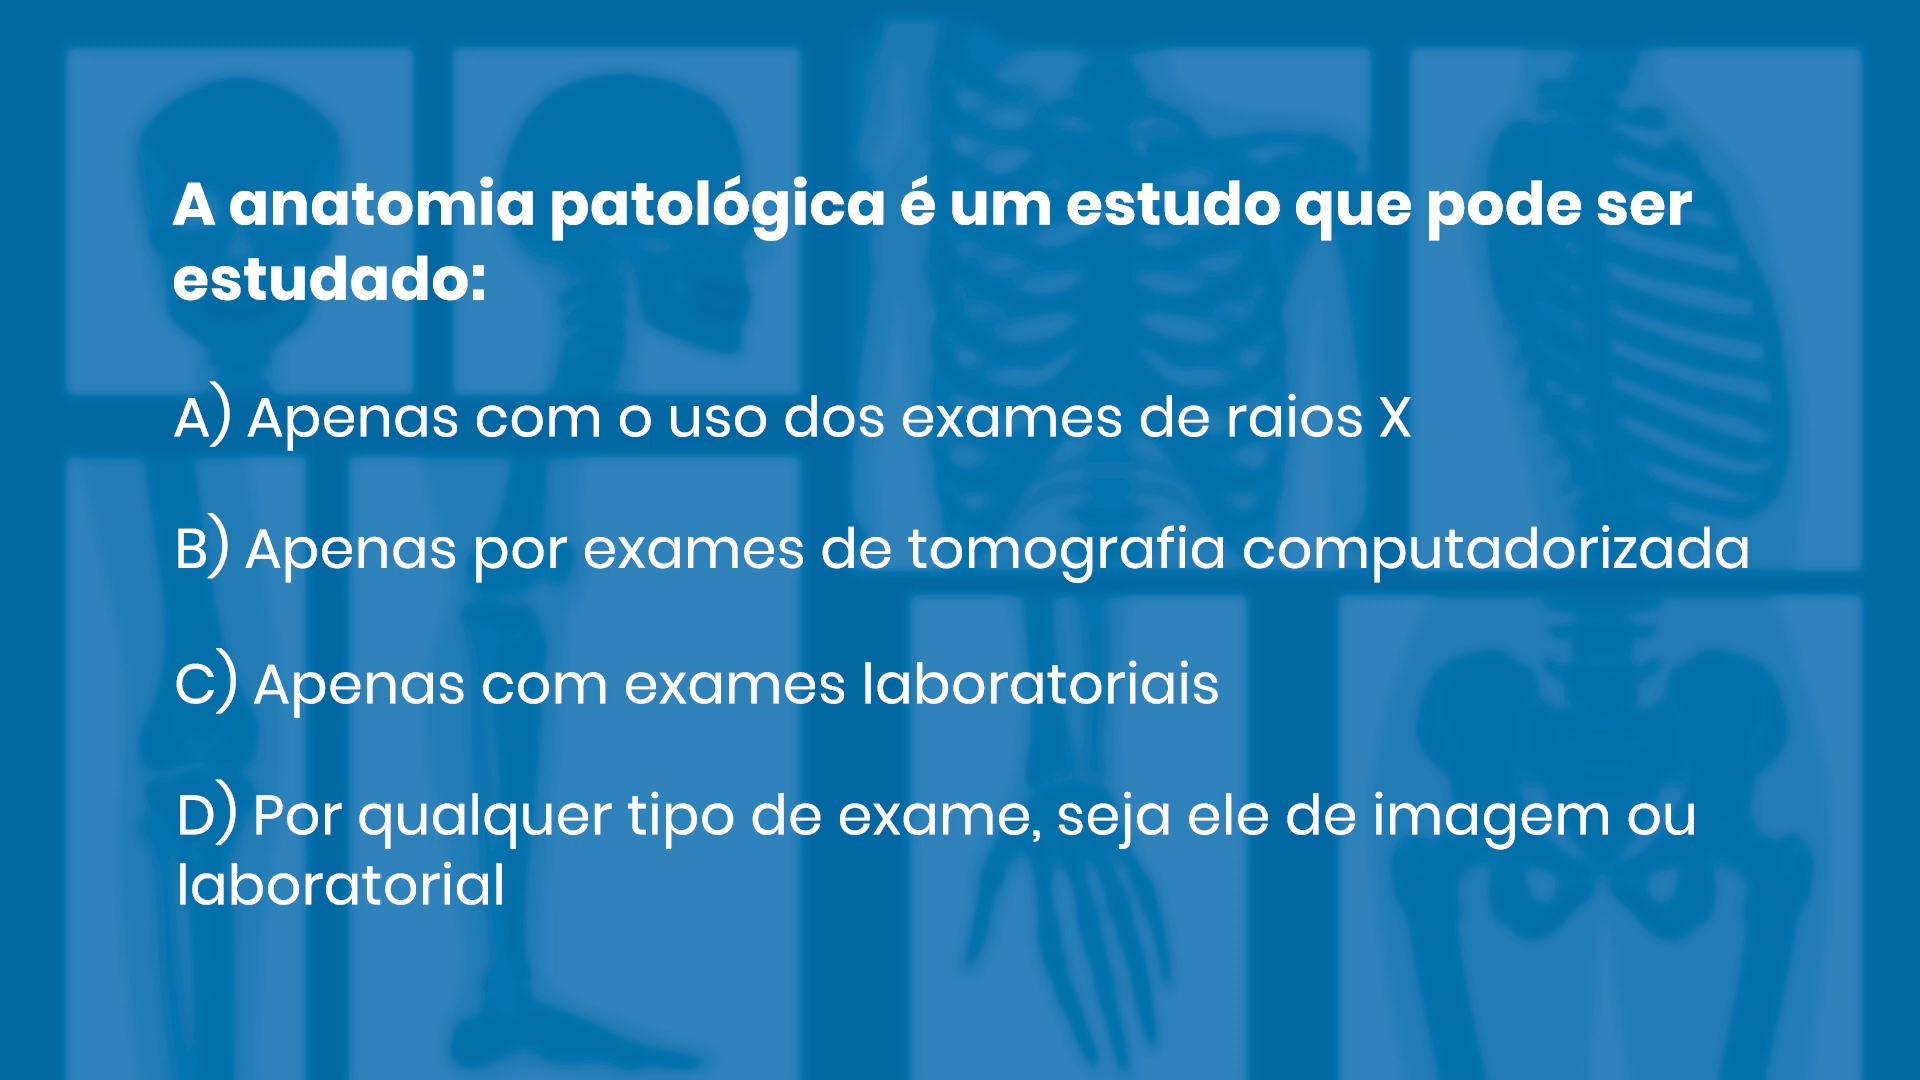 A anatomia patológica é um estudo que pode ser
estudado:
A) Apenas com o uso dos exames de raios X
B) Apenas por exames de tomografia computadorizada
C) Apenas com exames laboratoriais
D) Por qualquer tipo de exame, seja ele de imagem ou
laboratorial